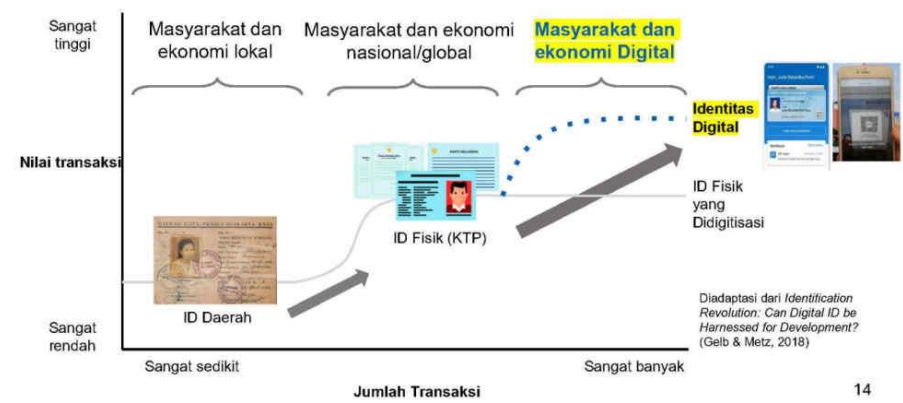 Sangat
tinggi
Masyarakat dan
ekonomi lokal
Masyarakat dan ekonomi
nasional/global
Masyarakat dan
ekonomi Digital
Identitas
Digital
Nilai transaksi
KARTU KELUARGA
ID Fisik
yang
Didigitisasi
ID Fisik (KTP)
ID Daerah
Diadaptasi dari Identification
Revolution: Can Digital ID be
Harnessed for Development?
(Gelb & Metz, 2018)
Sangat
rendah
Sangat sedikit
Sangat banyak
Jumlah Transaksi
14